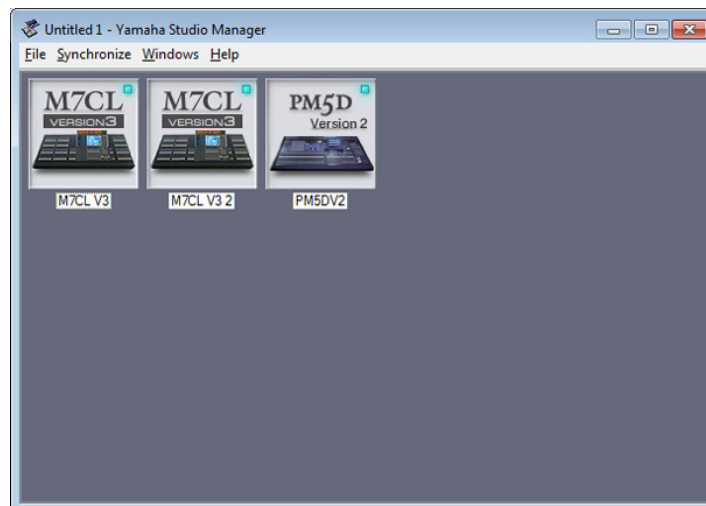 Untitled 1 - Yamaha Studio Manager
File Synchronize Windows Help
M7CL
VERSION3
M7CL
VERSION3
PM5D
Version 2
M7CL V3
M7CL V3 2
PM5DV2